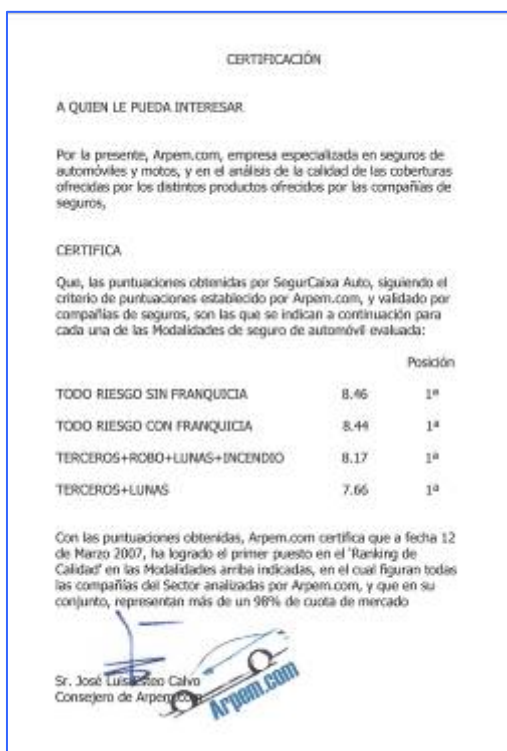 CERTIFICACIÓN
A QUIEN LE PUEDA INTERESAR
Por la presente, Arpem.com, empresa especializada en seguros de
automóviles y motos, y en el análisis de la calidad de las coberturas
ofrecidas por los distintos productos ofrecidos por las compañías de
seguros,
CERTIFICA
Que, las puntuaciones obtenidas por SegurCaixa Auto, siguiendo el
criterio de puntuaciones establecido por Arpem.com, y validado por
compañías de seguros, son las que se indican a continuación para
cada una de las Modalidades de seguro de automóvil evaluada:
Posición
TODO RIESGO SIN FRANQUICIA 8.46 1ª
TODO RIESGO CON FRANQUICIA 8.44 1ª
TERCEROS+ROBO+LUNAS+INCENDIO 8.17 1ª
TERCEROS+LUNAS 7.66 1ª
Con las puntuaciones obtenidas, Arpem.com certifica que a fecha 12
de Marzo 2007, ha logrado el primer puesto en el 'Ranking de
Calidad' en las Modalidades arriba indicadas, en el cual figuran todas
las compañías del Sector analizadas por Arpem.com, y que en su
conjunto, representan más de un 98% de cuota de mercado
Sr. José Luis Esteo Calvo
Consejero de Arpem.com
Arpem.com